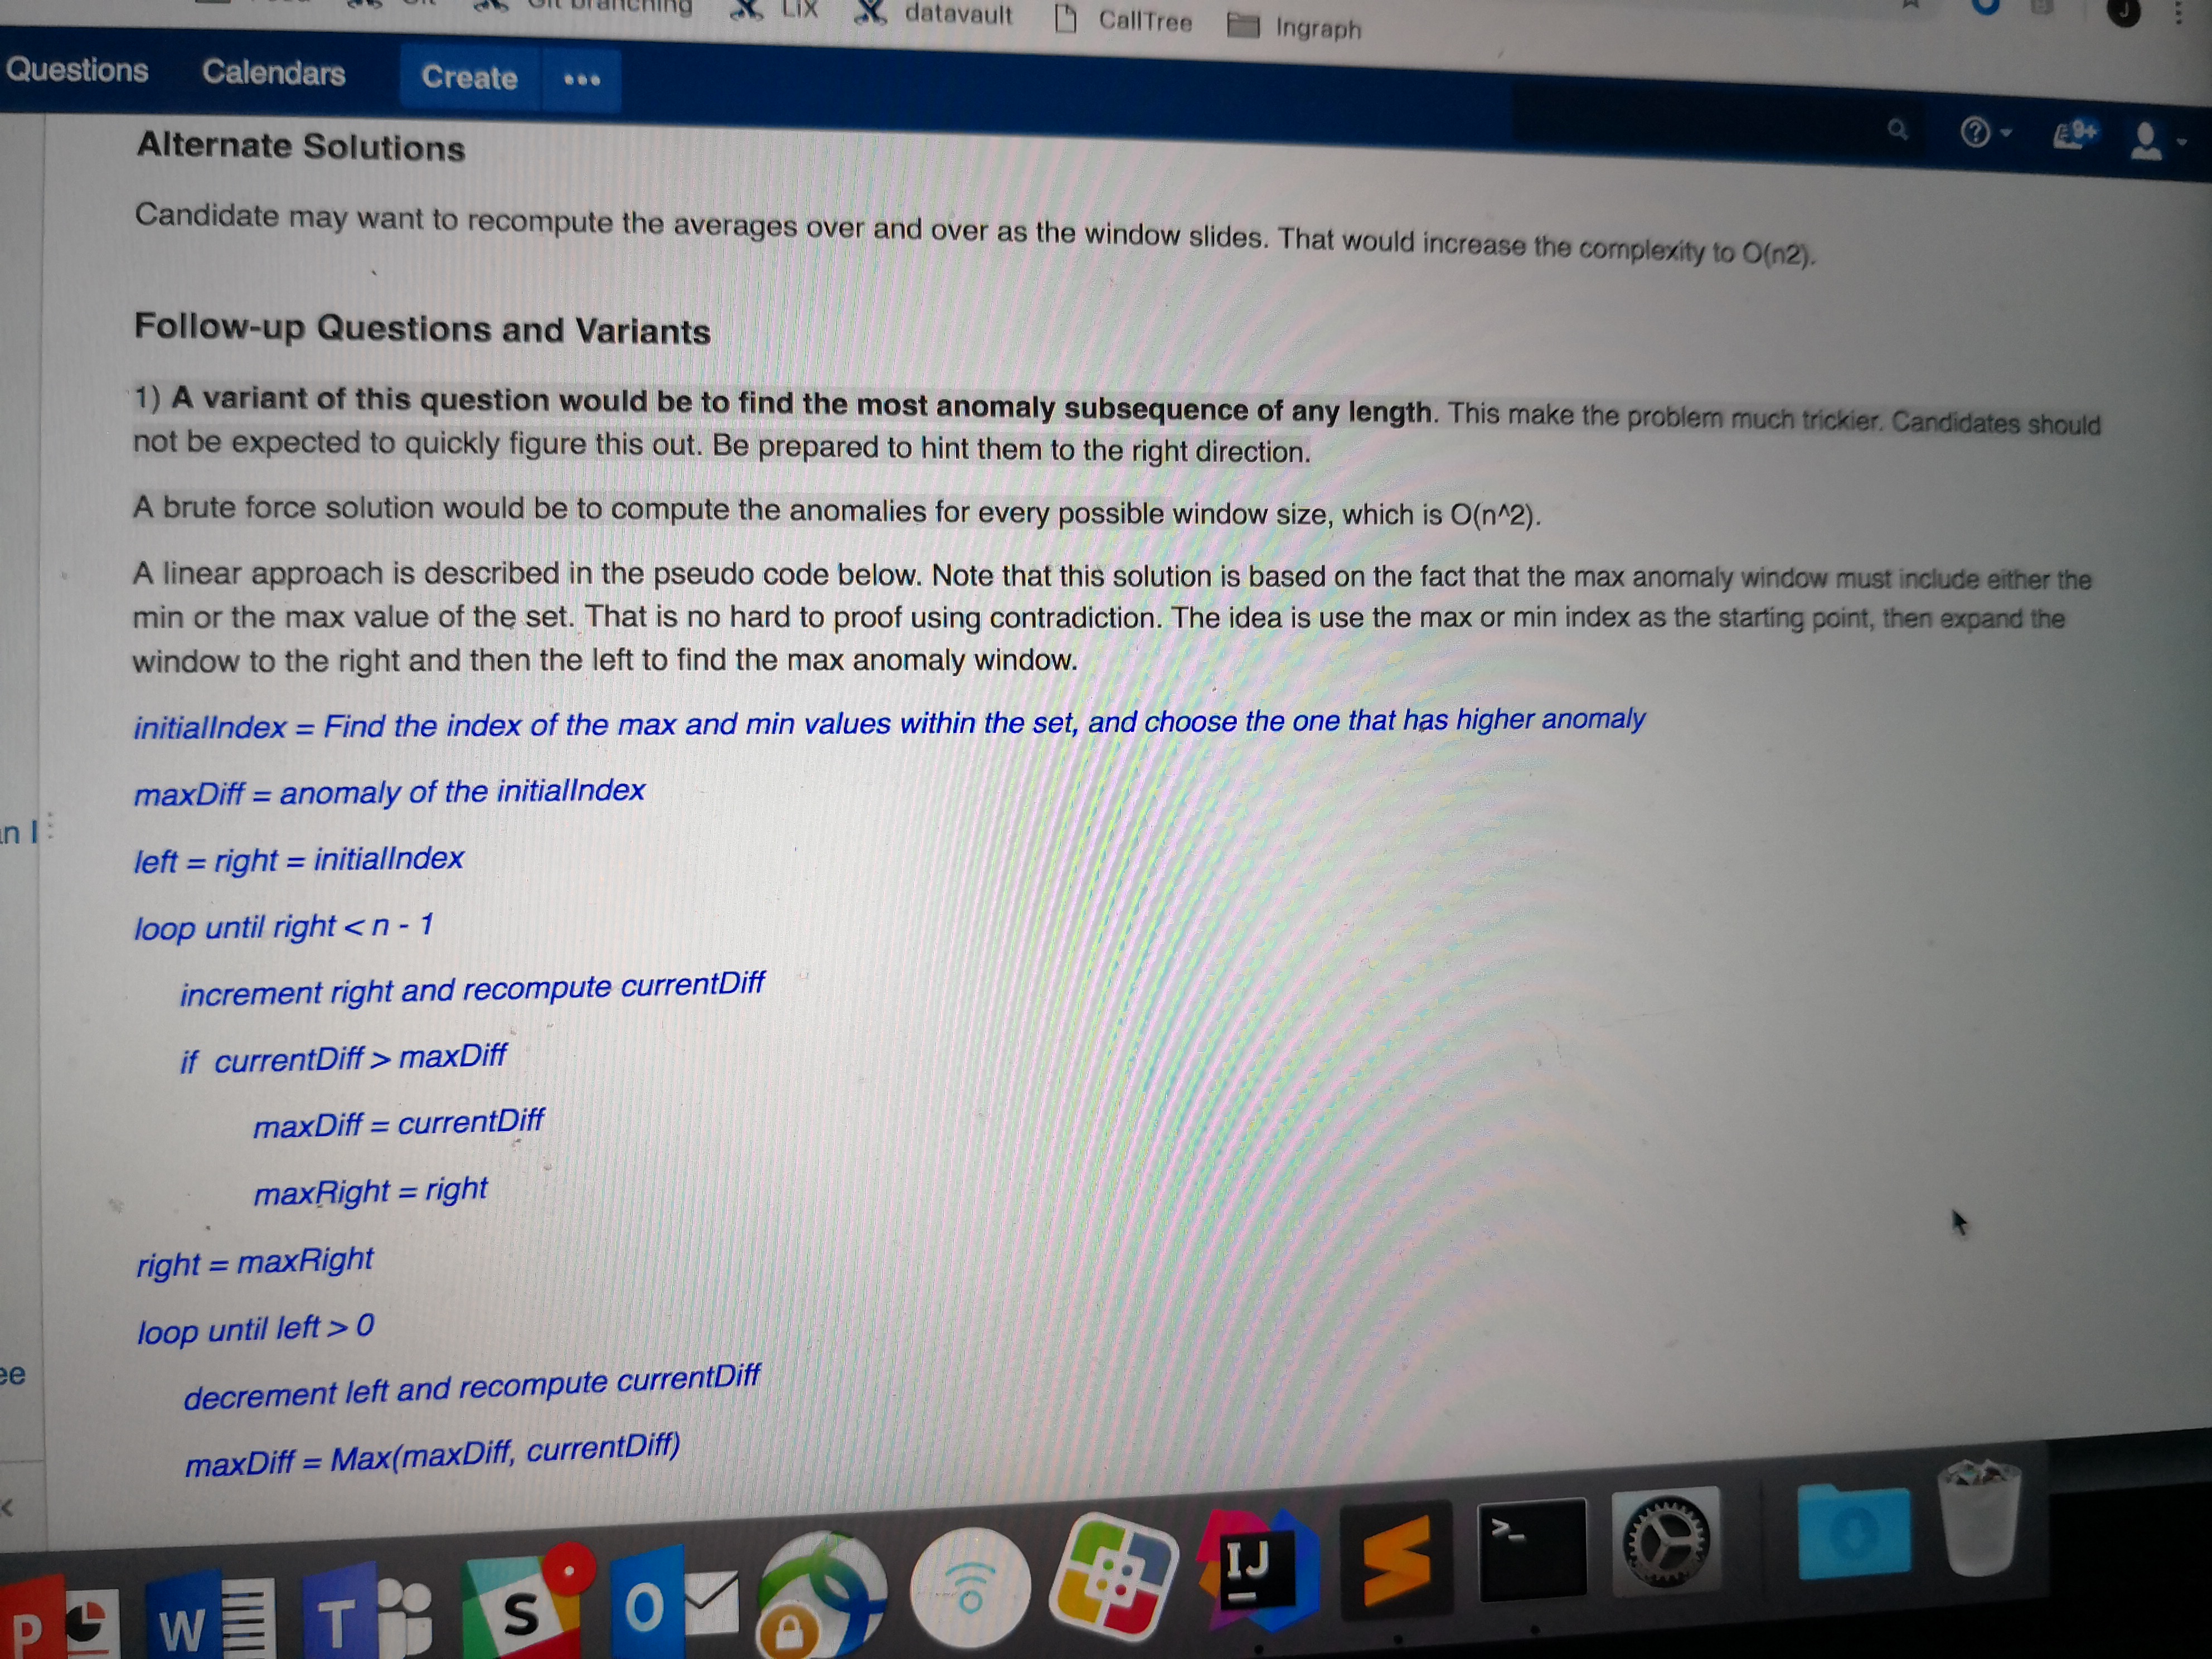 Git branching
LiX
datavault
CallTree
Ingraph
J
Questions
Calendars
Create
•••
9+
Alternate Solutions
Candidate may want to recompute the averages over and over as the window slides. That would increase the complexity to O(n2).
Follow-up Questions and Variants
1) A variant of this question would be to find the most anomaly subsequence of any length. This make the problem much trickier. Candidates should
not be expected to quickly figure this out. Be prepared to hint them to the right direction.
A brute force solution would be to compute the anomalies for every possible window size, which is O(n^2).
A linear approach is described in the pseudo code below. Note that this solution is based on the fact that the max anomaly window must include either the
min or the max value of the set. That is no hard to proof using contradiction. The idea is use the max or min index as the starting point, then expand the
window to the right and then the left to find the max anomaly window.
initialIndex = Find the index of the max and min values within the set, and choose the one that has higher anomaly
maxDiff = anomaly of the initialIndex
left = right = initialIndex
loop until right < n - 1
increment right and recompute currentDiff
if currentDiff > maxDiff
maxDiff = currentDiff
maxRight = right
right = maxRight
loop until left > 0
decrement left and recompute currentDiff
maxDiff = Max(maxDiff, currentDiff)
P
W
T
S
O
IJ
>_